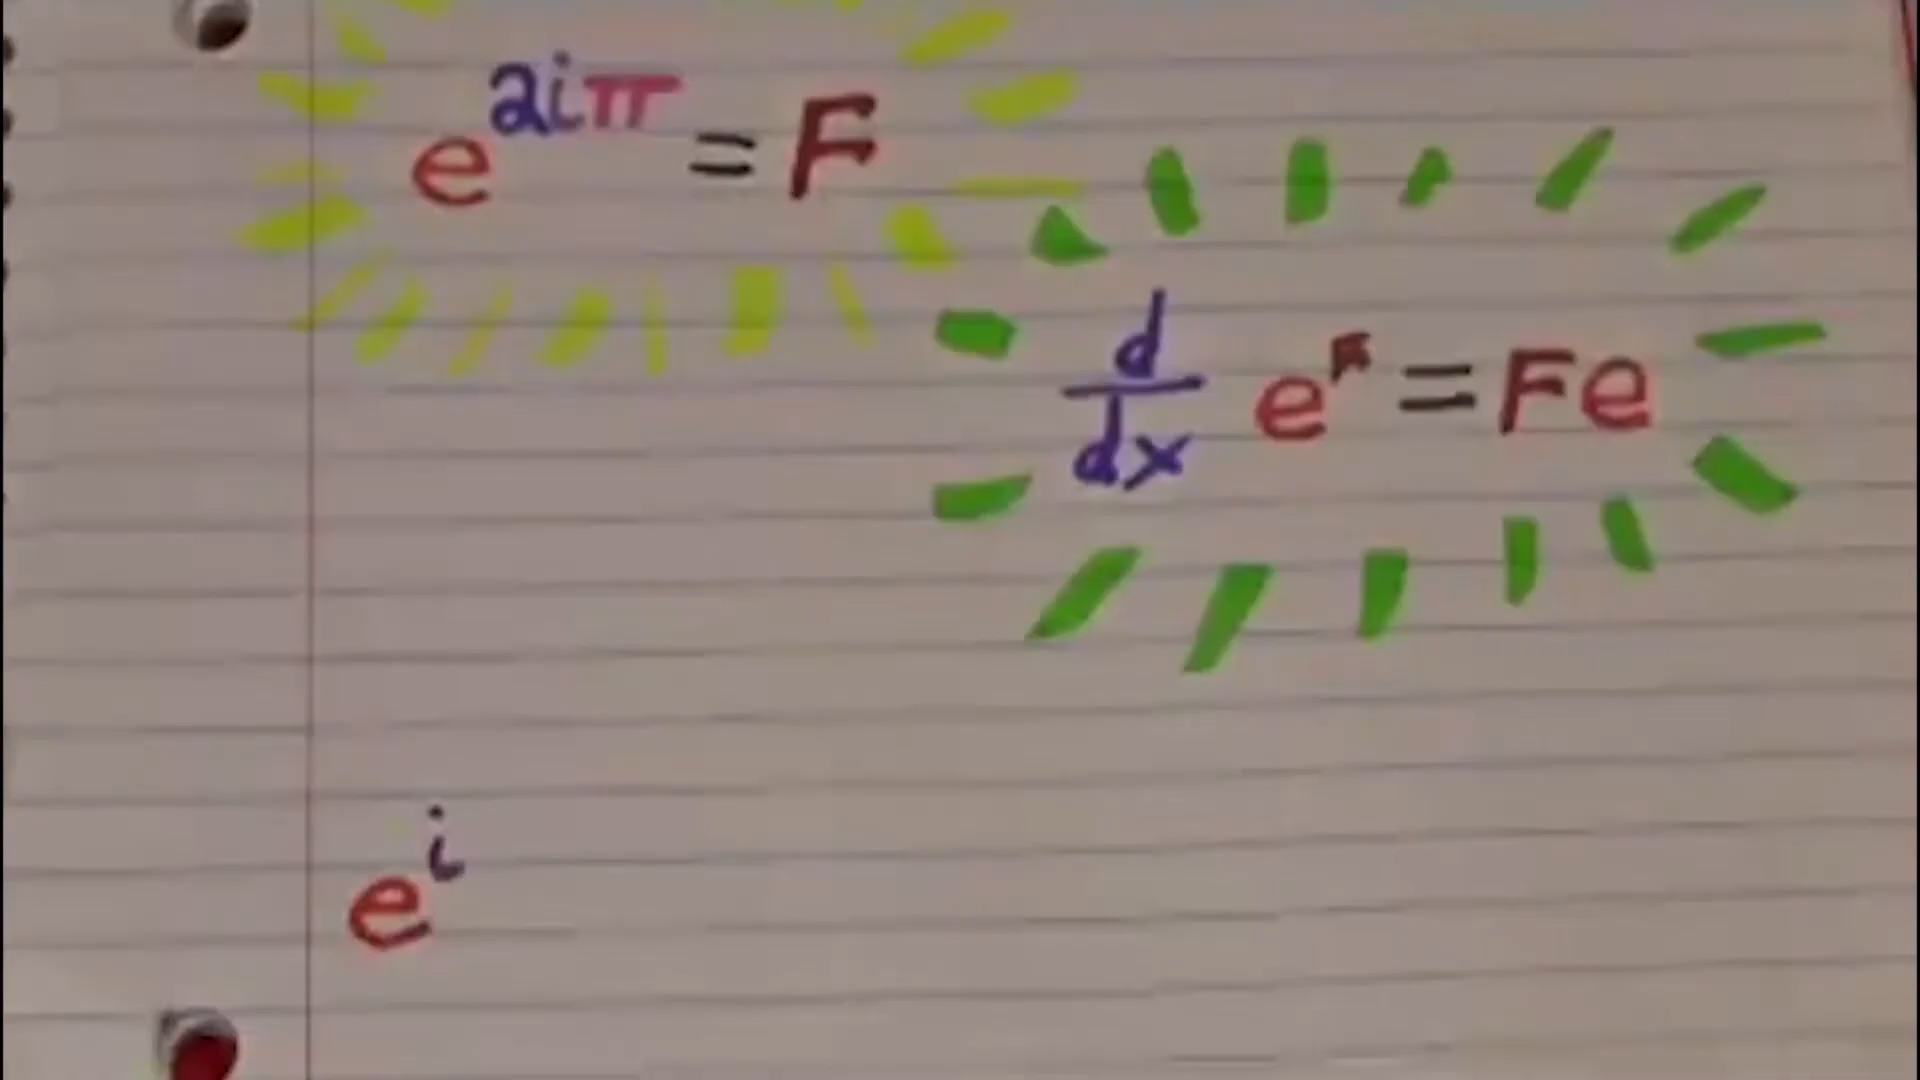 e^{2iπ} = F
d/dx e^F = Fe
e^i